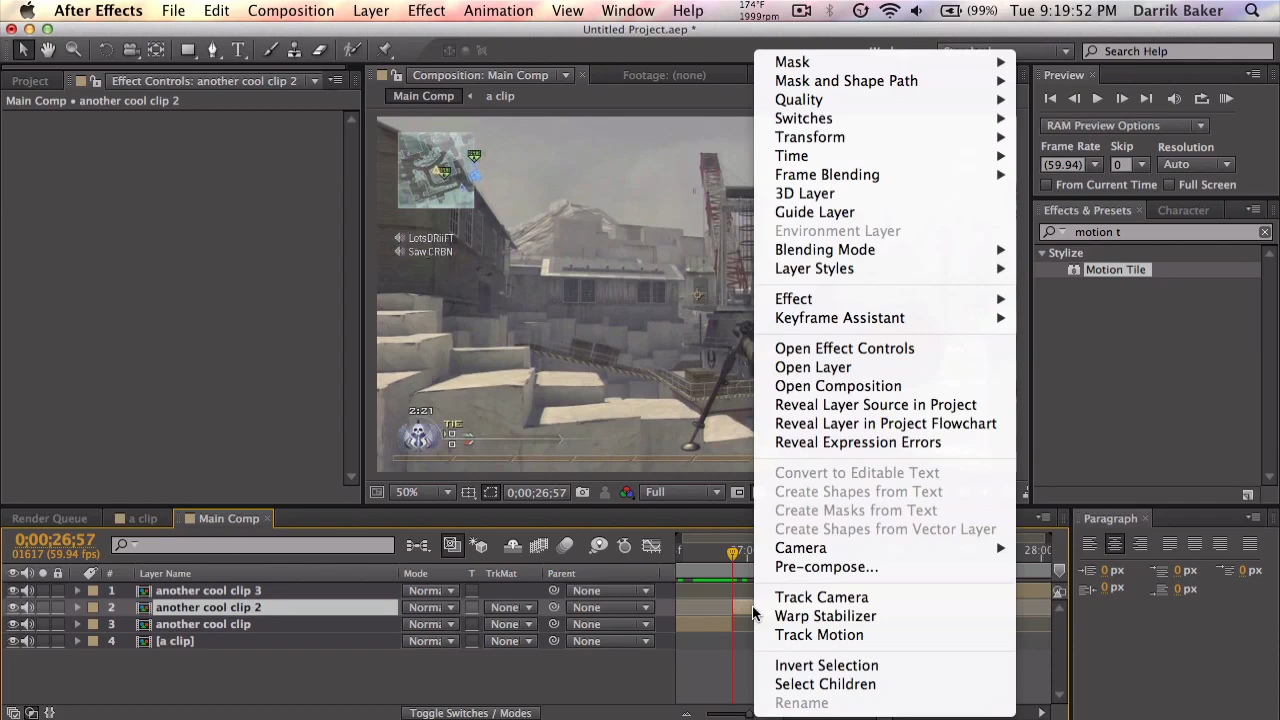 After Effects File Edit Composition Layer Effect Animation View Window Help 174°F 1999rpm (99%) Tue 9:19:52 Darrik Baker
Untitled Project.aep *
Search Help
Project Effect Controls: another cool clip 2
Main Comp • another cool clip 2
Composition: Main Comp Footage: (none)
Main Comp a clip
LotsDRiiFT
Saw CRBN
2:21
TIE
50% 0;00;26;57 Full
Mask
Mask and Shape Path
Quality
Switches
Transform
Time
Frame Blending
3D Layer
Guide Layer
Environment Layer
Blending Mode
Layer Styles
Effect
Keyframe Assistant
Open Effect Controls
Open Layer
Open Composition
Reveal Layer Source in Project
Reveal Layer in Project Flowchart
Reveal Expression Errors
Convert to Editable Text
Create Shapes from Text
Create Masks from Text
Create Shapes from Vector Layer
Camera
Pre-compose...
Track Camera
Warp Stabilizer
Track Motion
Invert Selection
Select Children
Rename
Preview
RAM Preview Options
Frame Rate Skip Resolution
(59.94) 0 Auto
From Current Time Full Screen
Effects & Presets Character
motion t
Stylize
Motion Tile
Paragraph
0 px 0 px 0 px
0 px 0 px
Render Queue a clip Main Comp
0;00;26;57
01617 (59.94 fps)
f 27:00 28:00
# Layer Name Mode T TrkMat Parent
1 another cool clip 3 Norma None
2 another cool clip 2 Norma None None
3 another cool clip Norma None None
4 [a clip] Norma None None
Toggle Switches / Modes